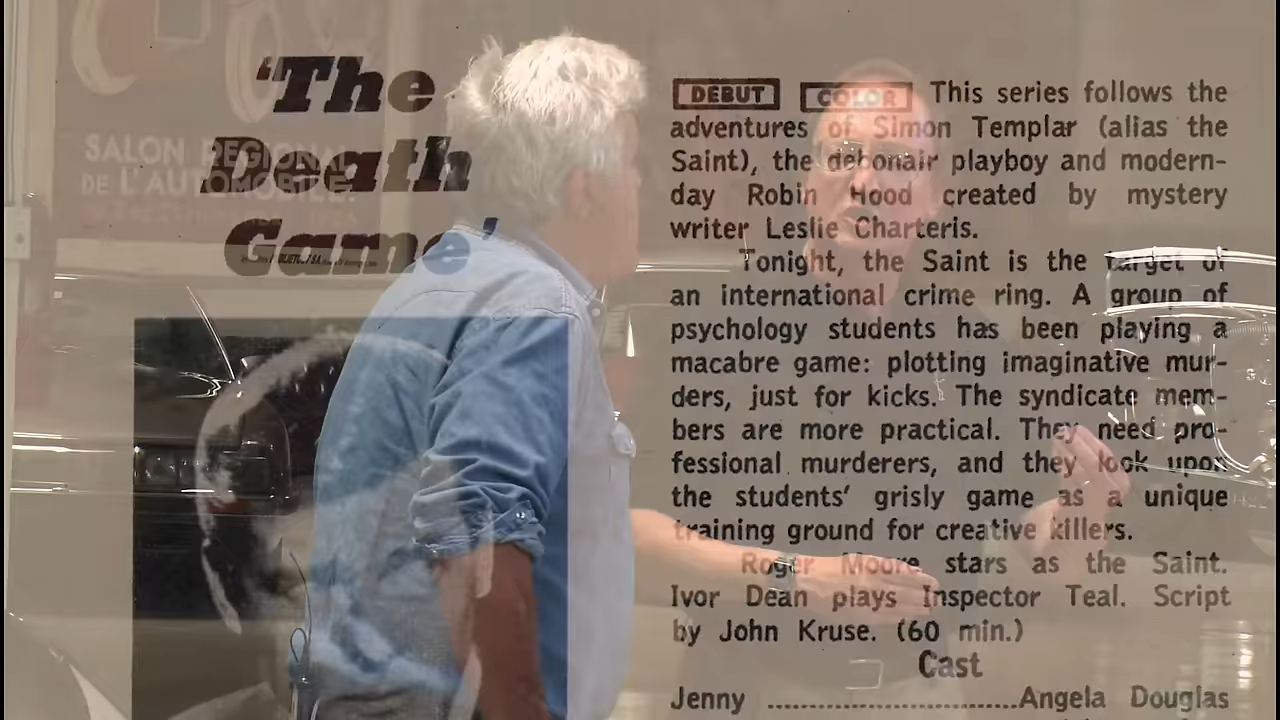 'The
Death
Game'
SALON REGIONAL
DE L'AUTOMOBILE.
DEBUT COLOR This series follows the
adventures of Simon Templar (alias the
Saint), the debonair playboy and modern-
day Robin Hood created by mystery
writer Leslie Charteris.
Tonight, the Saint is the target of
an international crime ring. A group of
psychology students has been playing a
macabre game: plotting imaginative mur-
ders, just for kicks. The syndicate mem-
bers are more practical. They need pro-
fessional murderers, and they look upon
the students' grisly game as a unique
training ground for creative killers.
Roger Moore stars as the Saint.
Ivor Dean plays Inspector Teal. Script
by John Kruse. (60 min.)
Cast
Jenny ..............................Angela Douglas